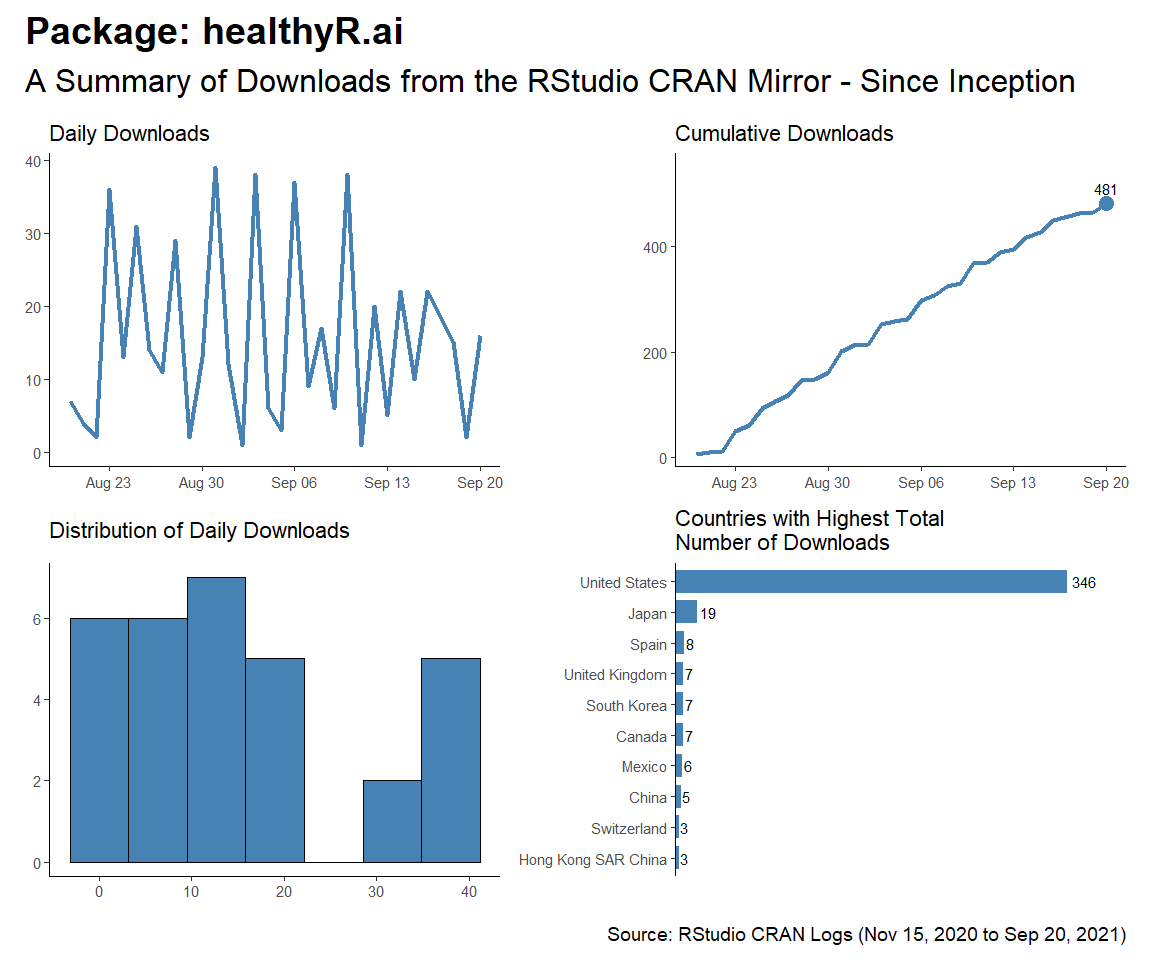 Package: healthyR.ai
A Summary of Downloads from the RStudio CRAN Mirror - Since Inception
Daily Downloads
40
30
20
10
0
Aug 23 Aug 30 Sep 06 Sep 13 Sep 20
Cumulative Downloads
481
400
200
0
Aug 23 Aug 30 Sep 06 Sep 13 Sep 20
Distribution of Daily Downloads
6
4
2
0
0 10 20 30 40
Countries with Highest Total
Number of Downloads
United States 346
Japan 19
Spain 8
United Kingdom 7
South Korea 7
Canada 7
Mexico 6
China 5
Switzerland 3
Hong Kong SAR China 3
Source: RStudio CRAN Logs (Nov 15, 2020 to Sep 20, 2021)